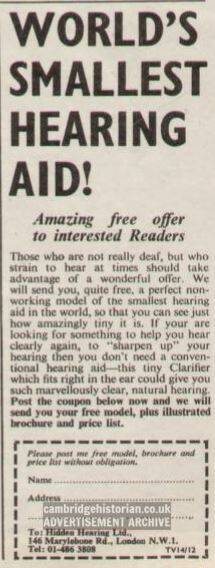 WORLD'S
SMALLEST
HEARING
AID!
Amazing free offer
to interested Readers
Those who are not really deaf, but who
strain to hear at times should take
advantage of a wonderful offer. We
will send you, quite free, a perfect non-
working model of the smallest hearing
aid in the world, so that you can see just
how amazingly tiny it is. If your are
looking for something to help you hear
clearly again, to "sharpen up" your
hearing then you don't need a conven-
tional hearing aid—this tiny Clarifier
which fits right in the ear could give you
such marvellously clear, natural hearing.
Post the coupon below now and we will
send you your free model, plus illustrated
brochure and price list.
Please post me free model, brochure and
price list without obligation.
Name
Address
cambridgehistorian.co.uk
ADVERTISEMENT ARCHIVE
To: Hidden Hearing Ltd.,
146 Marylebone Rd., London N.W.1.
Tel: 01-486 3808 TV14/12